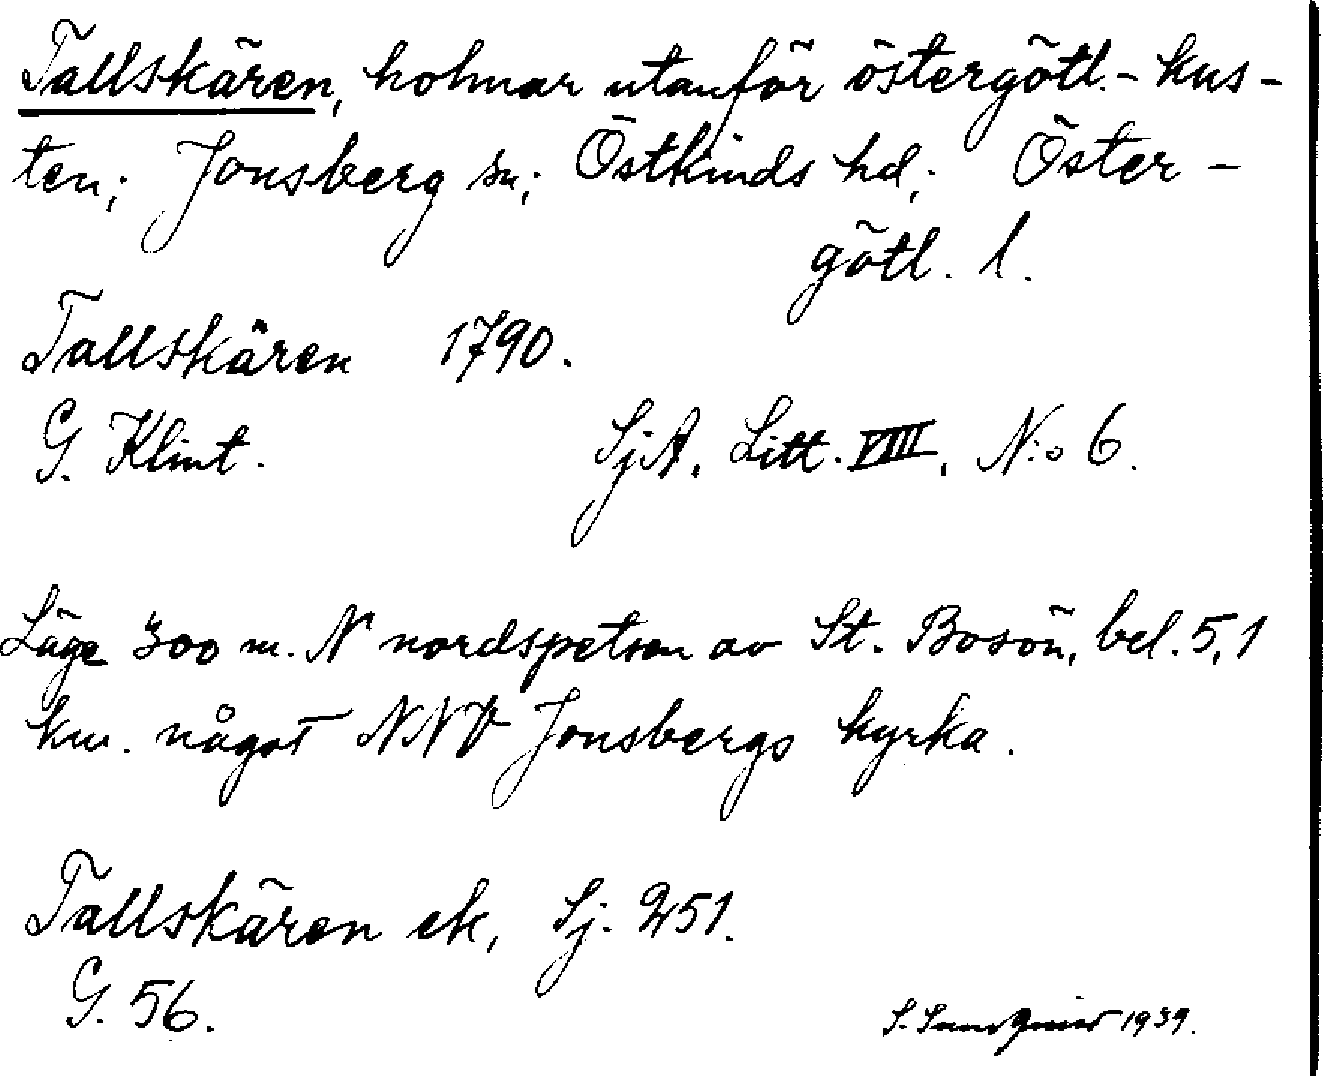 Tallskären, holmar utanför östergötl.- kus-
ten; Jonsberg sn; Östkinds hd; Öster-
götl. l.
Tallskären 1790.
G. Klint. SjA. Litt. VIII, N:o 6.
Läge 300 m. N nordspetsen av St. Bosön, bel. 5,1
km. något NNV Jonsbergs kyrka.
Tallskären ek, Sj. 251.
G. 56.
S. 1939.